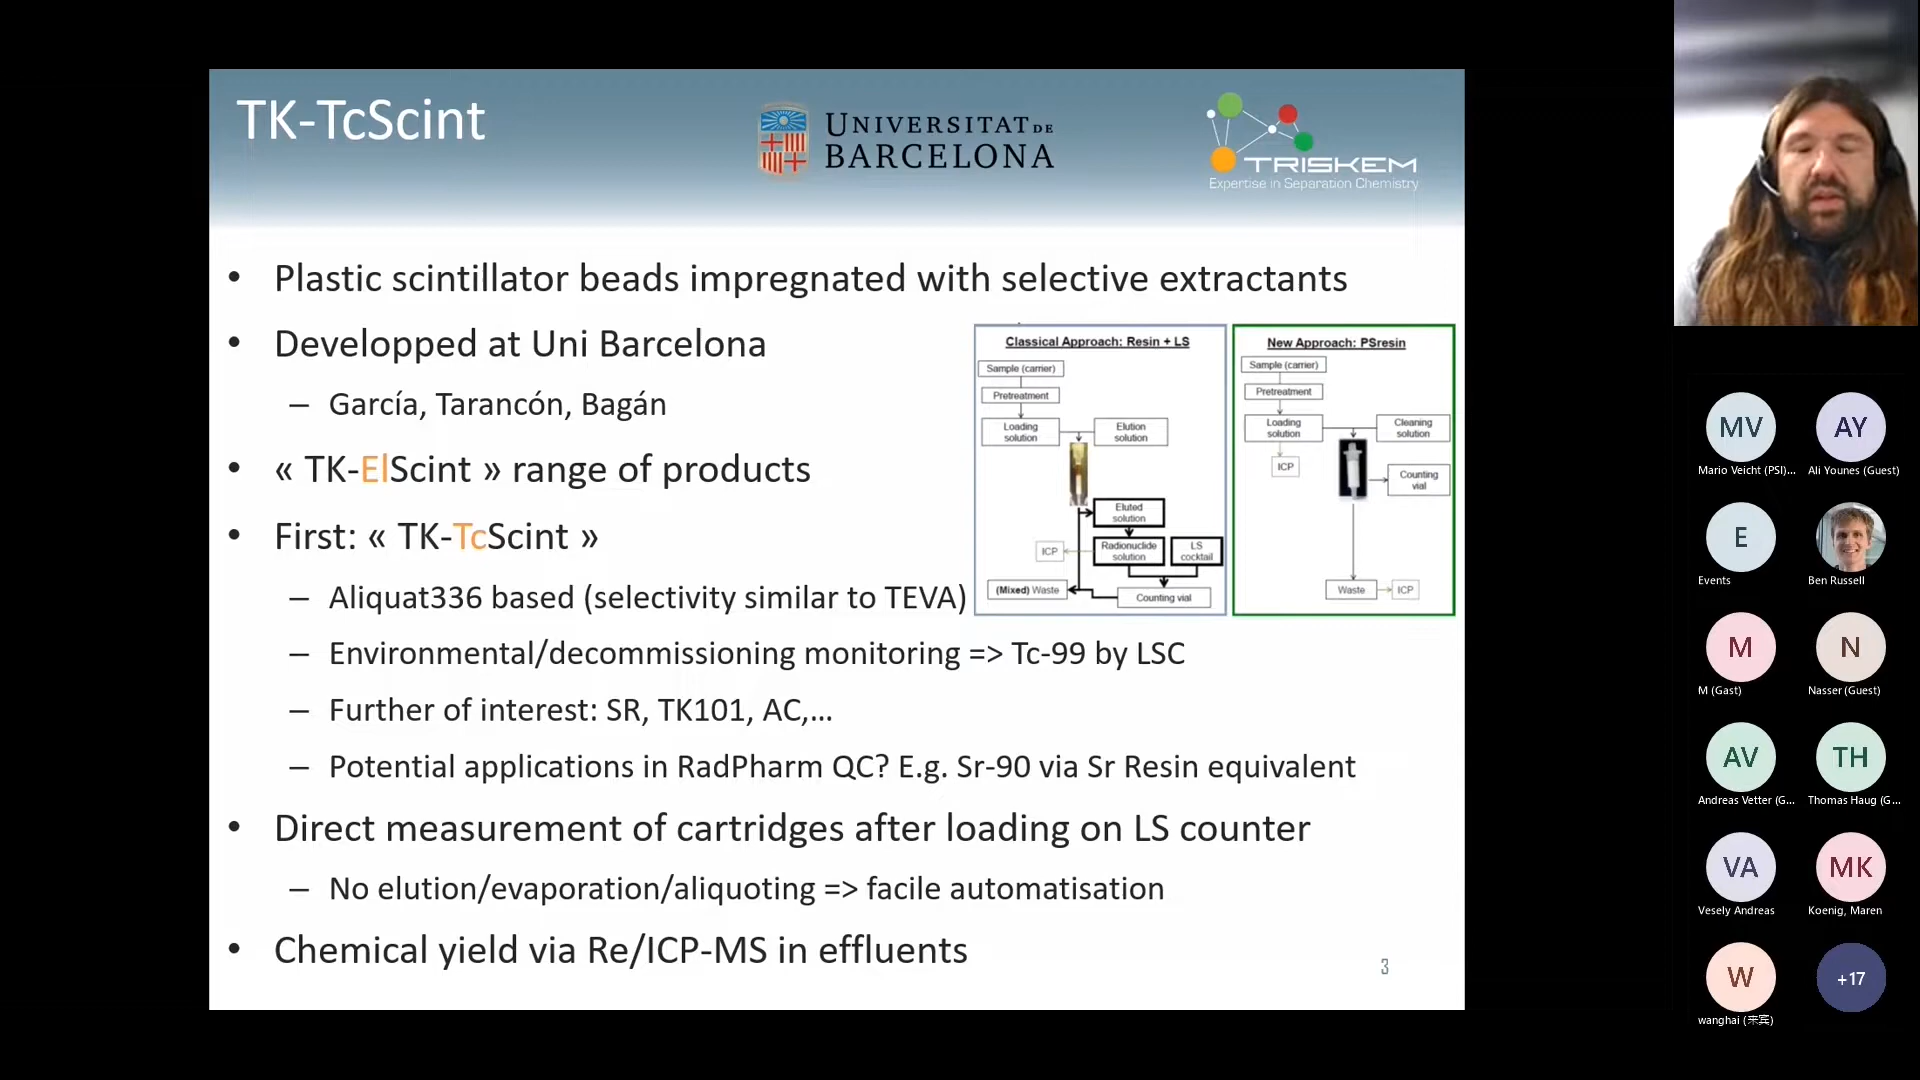 TK-TcScint
UNIVERSITAT DE
BARCELONA
TRISKEM
Expertise in Separation Chemistry
• Plastic scintillator beads impregnated with selective extractants
• Developped at Uni Barcelona
– García, Tarancón, Bagán
• « TK-ElScint » range of products
• First: « TK-TcScint »
– Aliquat336 based (selectivity similar to TEVA)
– Environmental/decommissioning monitoring => Tc-99 by LSC
– Further of interest: SR, TK101, AC,...
– Potential applications in RadPharm QC? E.g. Sr-90 via Sr Resin equivalent
• Direct measurement of cartridges after loading on LS counter
– No elution/evaporation/aliquoting => facile automatisation
• Chemical yield via Re/ICP-MS in effluents
3
Classical Approach: Resin + LS
Sample (carrier)
Pretreatment
Loading
solution
Elution
solution
Eluted
solution
ICP
Radionuclide
solution
LS
cocktail
(Mixed) Waste
Counting vial
New Approach: PSresin
Sample (carrier)
Pretreatment
Loading
solution
Cleaning
solution
ICP
Counting
vial
Waste
ICP
MV
Mario Veicht (PSI)...
AY
Ali Younes (Guest)
E
Events
Ben Russell
M
M (Gast)
N
Nasser (Guest)
AV
Andreas Vetter (G...
TH
Thomas Haug (G...
VA
Vesely Andreas
MK
Koenig, Maren
W
wanghai (来宾)
+17